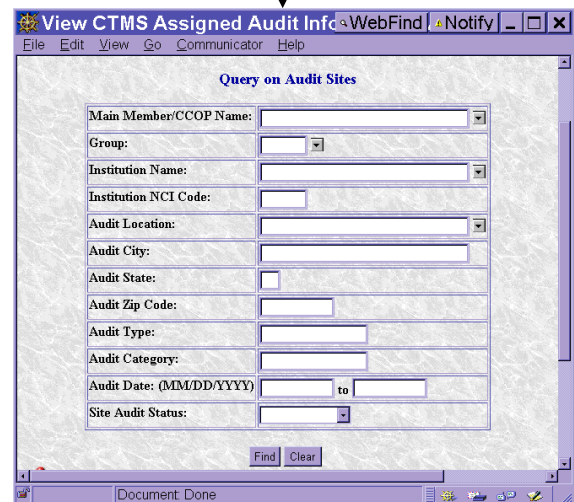 View CTMS Assigned Audit Info WebFind Notify
File Edit View Go Communicator Help
Query on Audit Sites
Main Member/CCOP Name:
Group:
Institution Name:
Institution NCI Code:
Audit Location:
Audit City:
Audit State:
Audit Zip Code:
Audit Type:
Audit Category:
Audit Date: (MM/DD/YYYY) to
Site Audit Status:
Find Clear
Document: Done